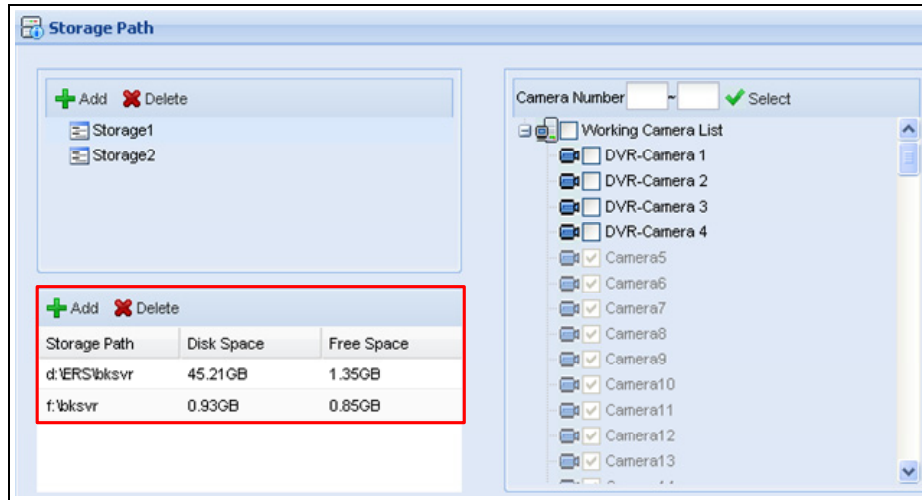 Storage Path
Add Delete
Storage1
Storage2
Add Delete
Storage Path Disk Space Free Space
d:\ERS\bksvr 45.21GB 1.35GB
f:\bksvr 0.93GB 0.85GB
Camera Number ~ Select
Working Camera List
DVR-Camera 1
DVR-Camera 2
DVR-Camera 3
DVR-Camera 4
Camera5
Camera6
Camera7
Camera8
Camera9
Camera10
Camera11
Camera12
Camera13